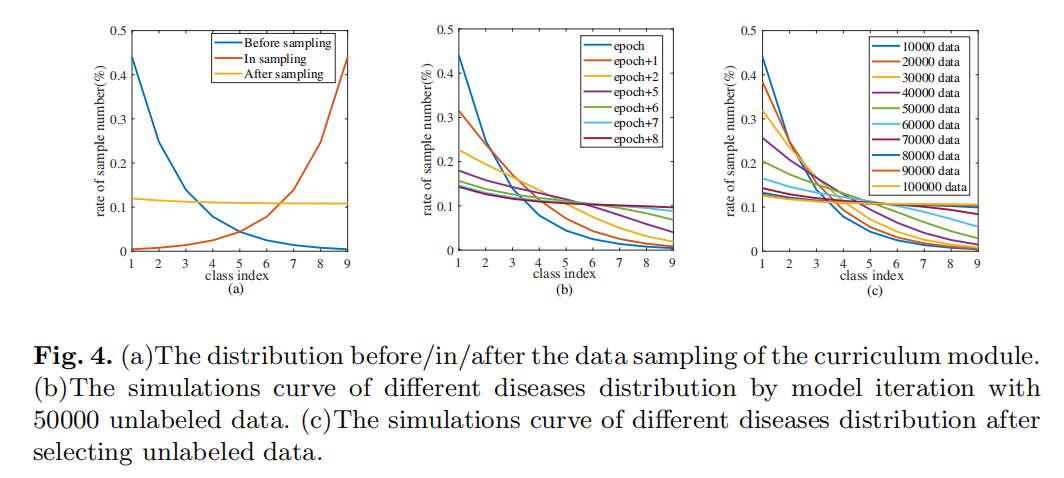 0.5
0.4
0.3
0.2
0.1
0
rate of sample number(%)
Before sampling
In sampling
After sampling
1 2 3 4 5 6 7 8 9
class index
(a)
0.5
0.4
0.3
0.2
0.1
0
rate of sample number(%)
epoch
epoch+1
epoch+2
epoch+5
epoch+6
epoch+7
epoch+8
1 2 3 4 5 6 7 8 9
class index
(b)
0.5
0.4
0.3
0.2
0.1
0
rate of sample number(%)
10000 data
20000 data
30000 data
40000 data
50000 data
60000 data
70000 data
80000 data
90000 data
100000 data
1 2 3 4 5 6 7 8 9
class index
(c)
Fig. 4. (a)The distribution before/in/after the data sampling of the curriculum module.
(b)The simulations curve of different diseases distribution by model iteration with
50000 unlabeled data. (c)The simulations curve of different diseases distribution after
selecting unlabeled data.